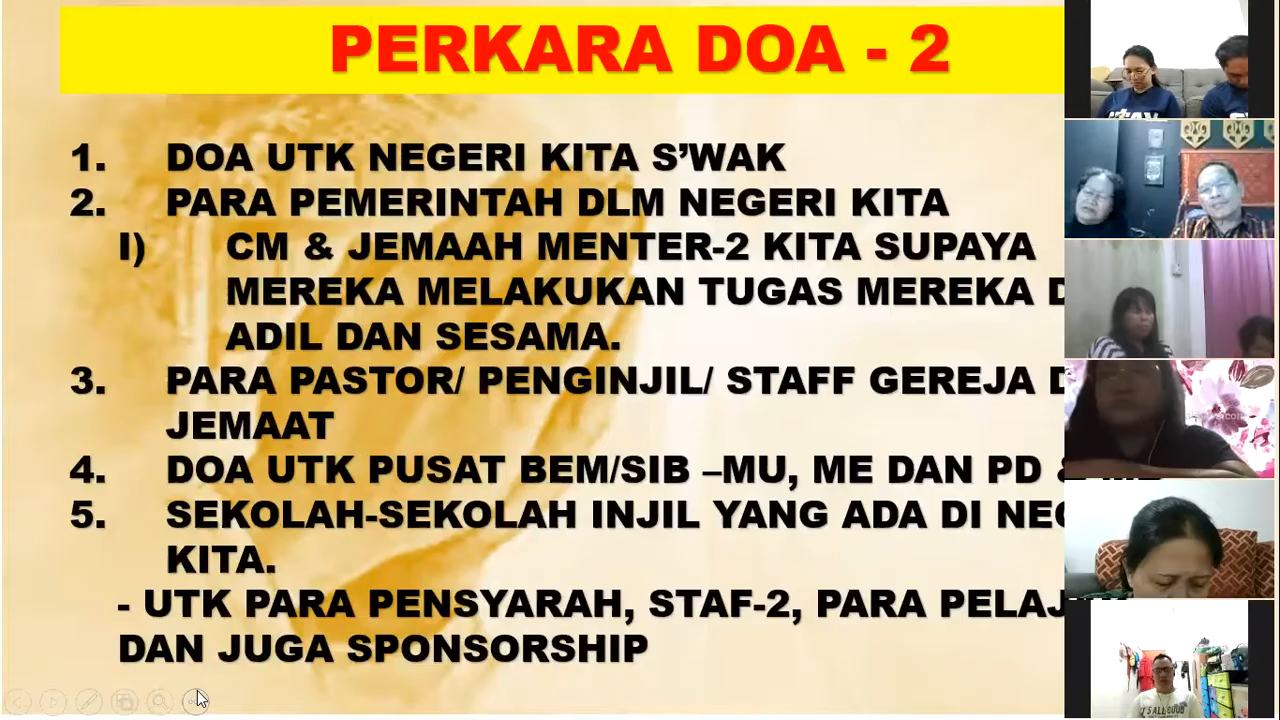 PERKARA DOA - 2
1. DOA UTK NEGERI KITA S’WAK
2. PARA PEMERINTAH DLM NEGERI KITA
I) CM & JEMAAH MENTER-2 KITA SUPAYA
MEREKA MELAKUKAN TUGAS MEREKA
ADIL DAN SESAMA.
3. PARA PASTOR/ PENGINJIL/ STAFF GEREJA
JEMAAT
4. DOA UTK PUSAT BEM/SIB –MU, ME DAN PD
5. SEKOLAH-SEKOLAH INJIL YANG ADA DI
KITA.
- UTK PARA PENSYARAH, STAF-2, PARA
DAN JUGA SPONSORSHIP